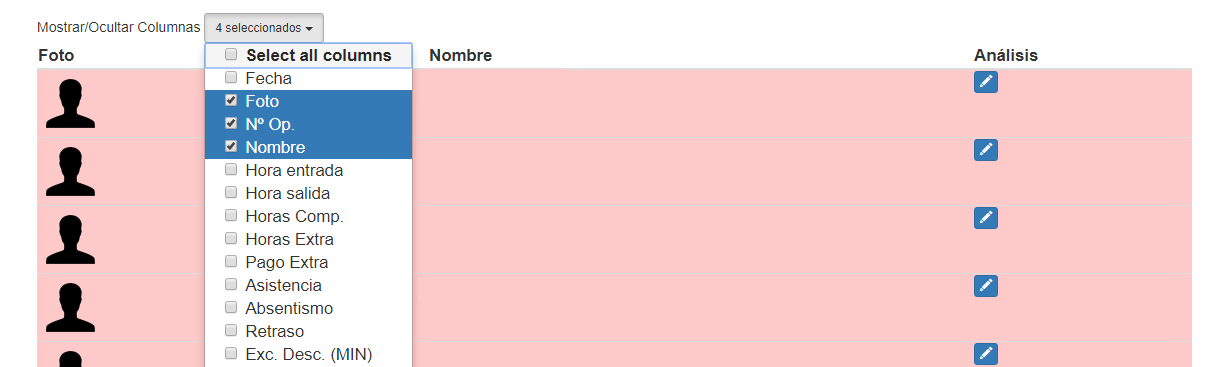 Mostrar/Ocultar Columnas 4 seleccionados
Foto Select all columns Nombre Análisis
Fecha
Foto
Nº Op.
Nombre
Hora entrada
Hora salida
Horas Comp.
Horas Extra
Pago Extra
Asistencia
Absentismo
Retraso
Exc. Desc. (MIN)